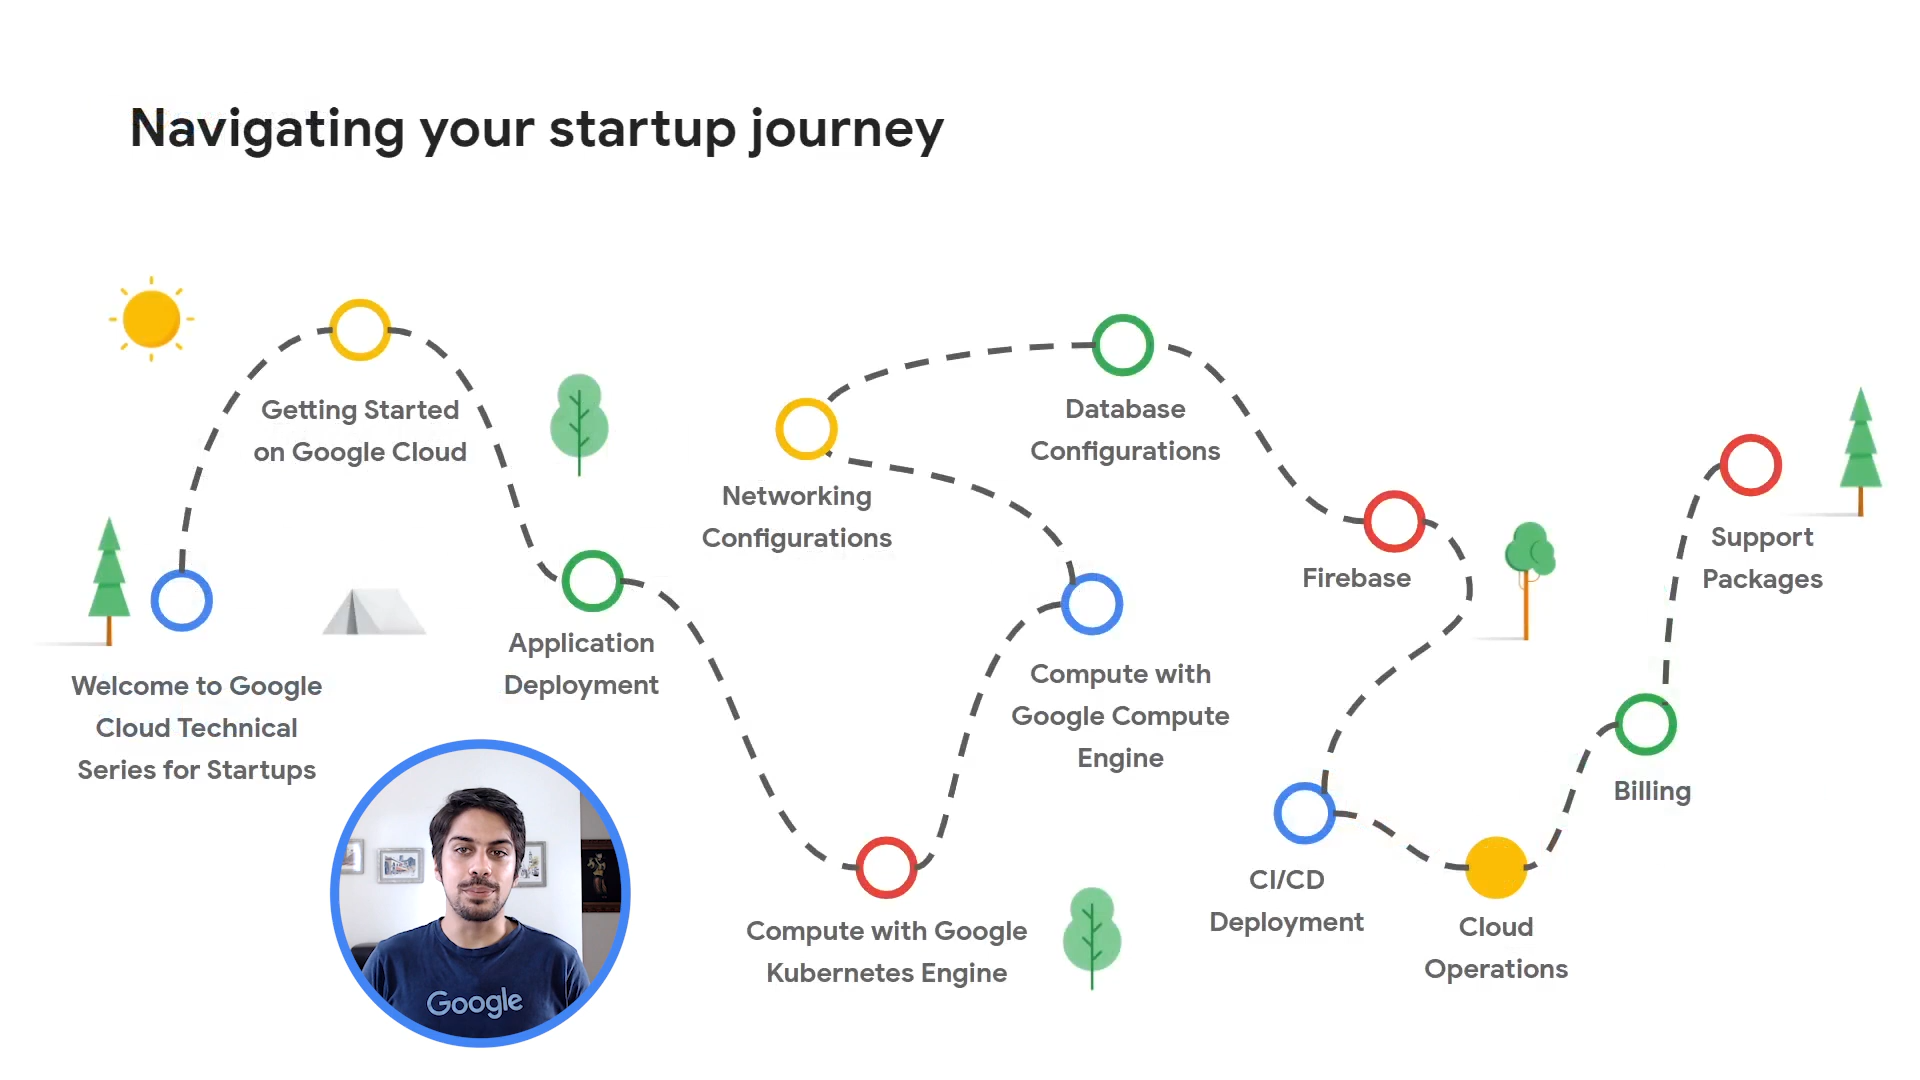 Navigating your startup journey
Getting Started
on Google Cloud
Welcome to Google
Cloud Technical
Series for Startups
Application
Deployment
Compute with Google
Kubernetes Engine
Compute with
Google Compute
Engine
Networking
Configurations
Database
Configurations
Firebase
CI/CD
Deployment
Cloud
Operations
Billing
Support
Packages
Google